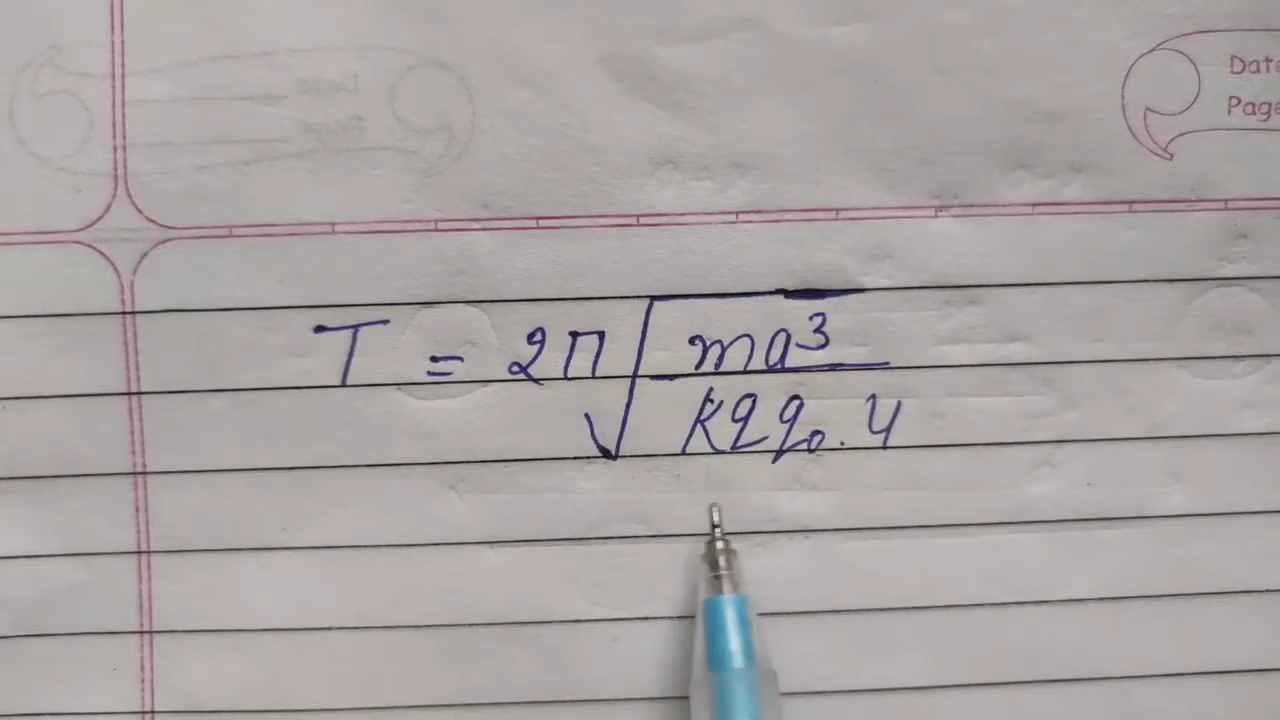 Date
Page
T = 2π√(ma³ / kqq₀.4)